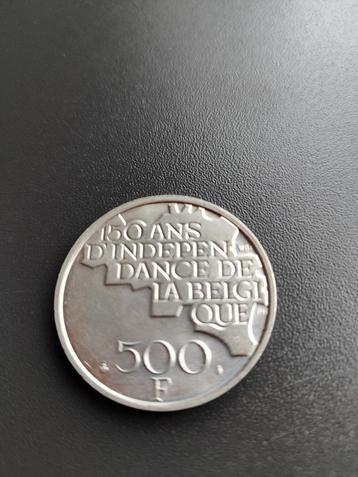 150 ANS
D'INDEPEN
DANCE DE
LA BELGI
QUE
500
F